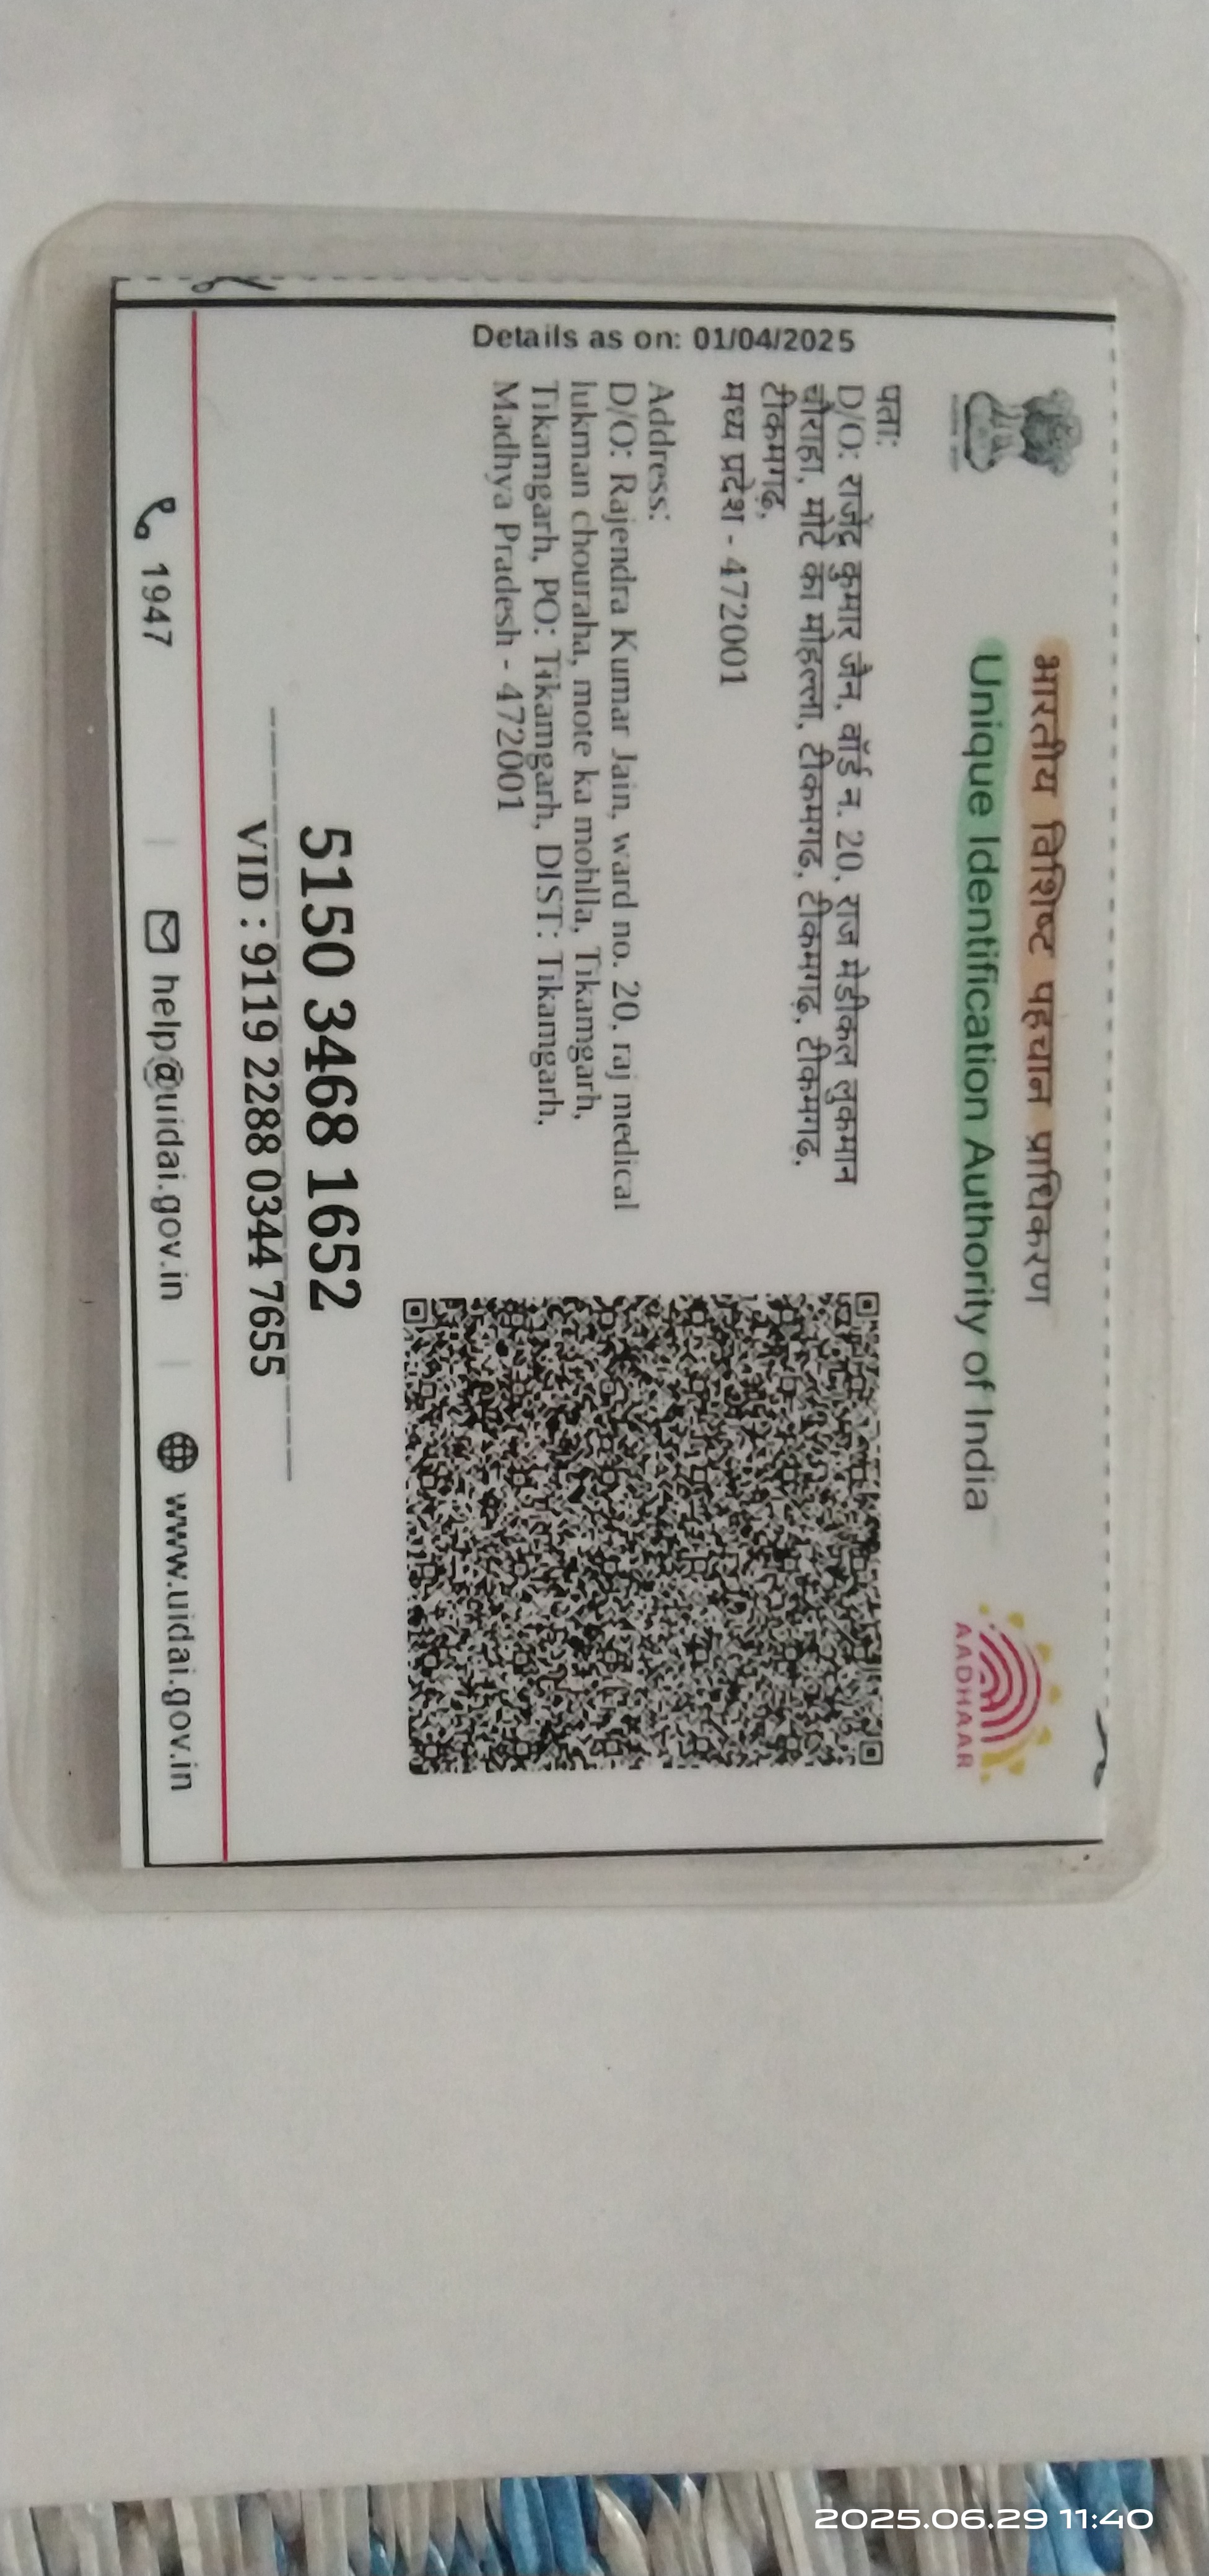 भारतीय विशिष्ट पहचान प्राधिकरण
Unique Identification Authority of India
AADHAAR
Details as on: 01/04/2025
पता:
D/O: राजेंद्र कुमार जैन, वॉर्ड न. 20, राज मेडीकल लुकमान
चौराहा, मोटे का मोहल्ला, टीकमगढ, टीकमगढ़, टीकमगढ,
टीकमगढ़,
मध्य प्रदेश - 472001
Address:
D/O: Rajendra Kumar Jain, ward no. 20, raj medical
lukman chouraha, mote ka mohlla, Tikamgarh,
Tikamgarh, PO: Tikamgarh, DIST: Tikamgarh,
Madhya Pradesh - 472001
5150 3468 1652
VID : 9119 2288 0344 7655
1947
help@uidai.gov.in
www.uidai.gov.in
2025.06.29 11:40